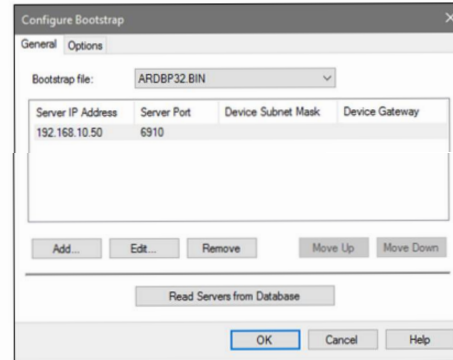 Configure Bootstrap
General Options
Bootstrap file: ARDBP32.BIN
Server IP Address Server Port Device Subnet Mask Device Gateway
192.168.10.50 6910
Add... Edit... Remove Move Up Move Down
Read Servers from Database
OK Cancel Help